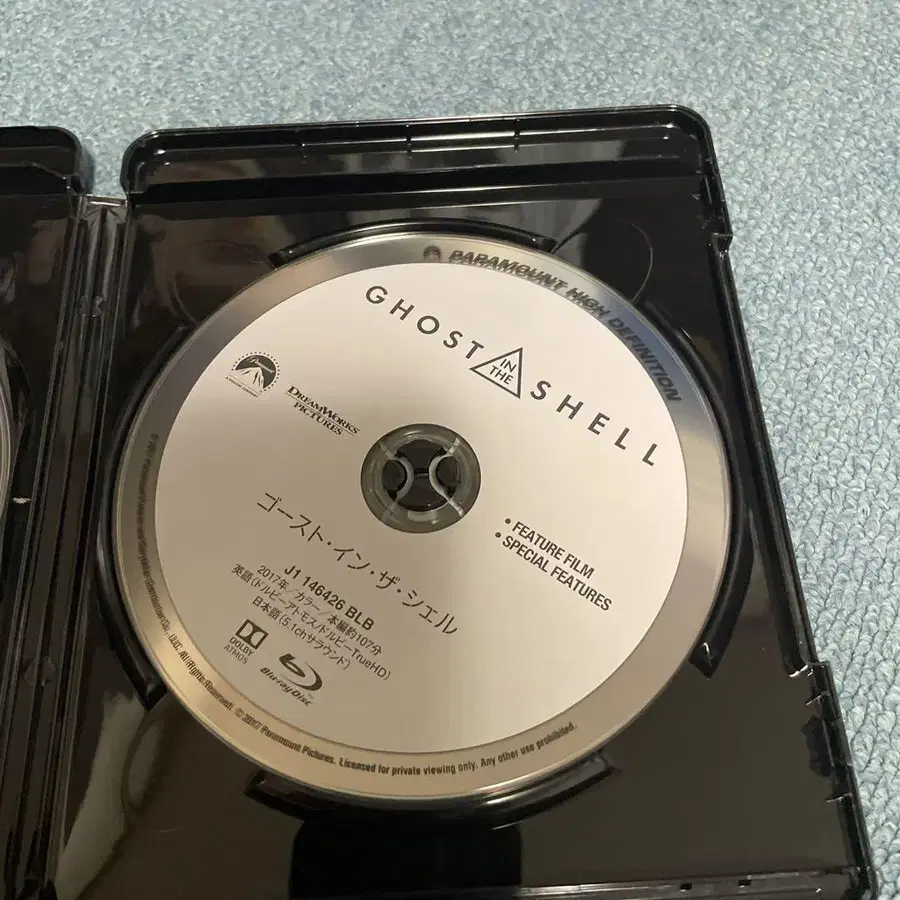 PARAMOUNT HIGH DEFINITION
GHOST IN THE SHELL
DREAMWORKS
PICTURES
• FEATURE FILM
• SPECIAL FEATURES
ゴースト・イン・ザ・シェル
J1 146426 BLB
2017年/カラー/本編約107分
英語(ドルビーアトモス/ドルビーTrueHD)
日本語(5.1chサラウンド)
DOLBY
ATMOS
Blu-ray Disc
All Rights Reserved. © 2017 Paramount Pictures. Licensed for private viewing only. Any other use prohibited.